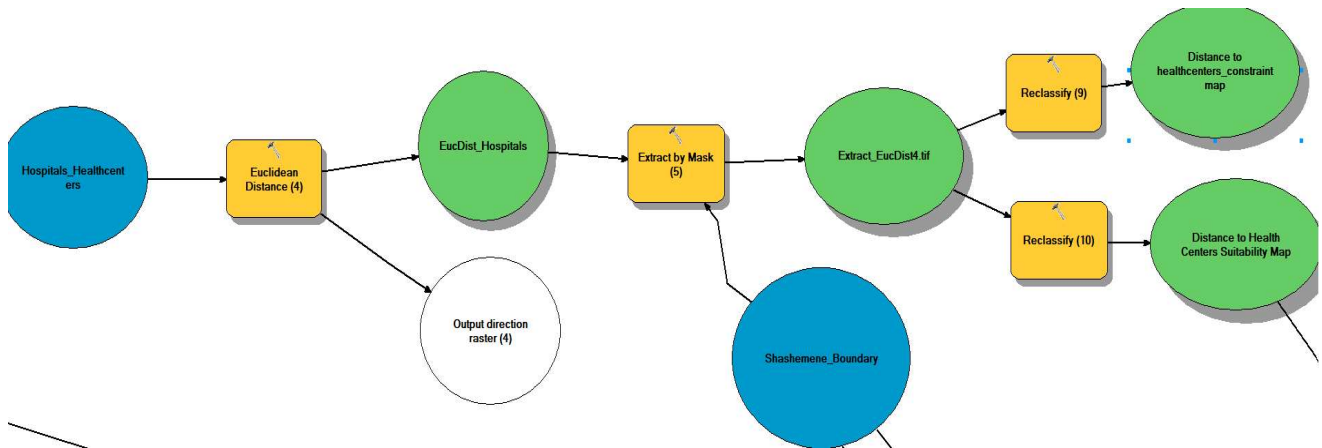 Hospitals_Healthcent
ers
Euclidean
Distance (4)
EucDist_Hospitals
Output direction
raster (4)
Extract by Mask
(5)
Shashemene_Boundary
Extract_EucDist4.tif
Reclassify (9)
Distance to
healthcenters_constraint
map
Reclassify (10)
Distance to Health
Centers Suitability Map